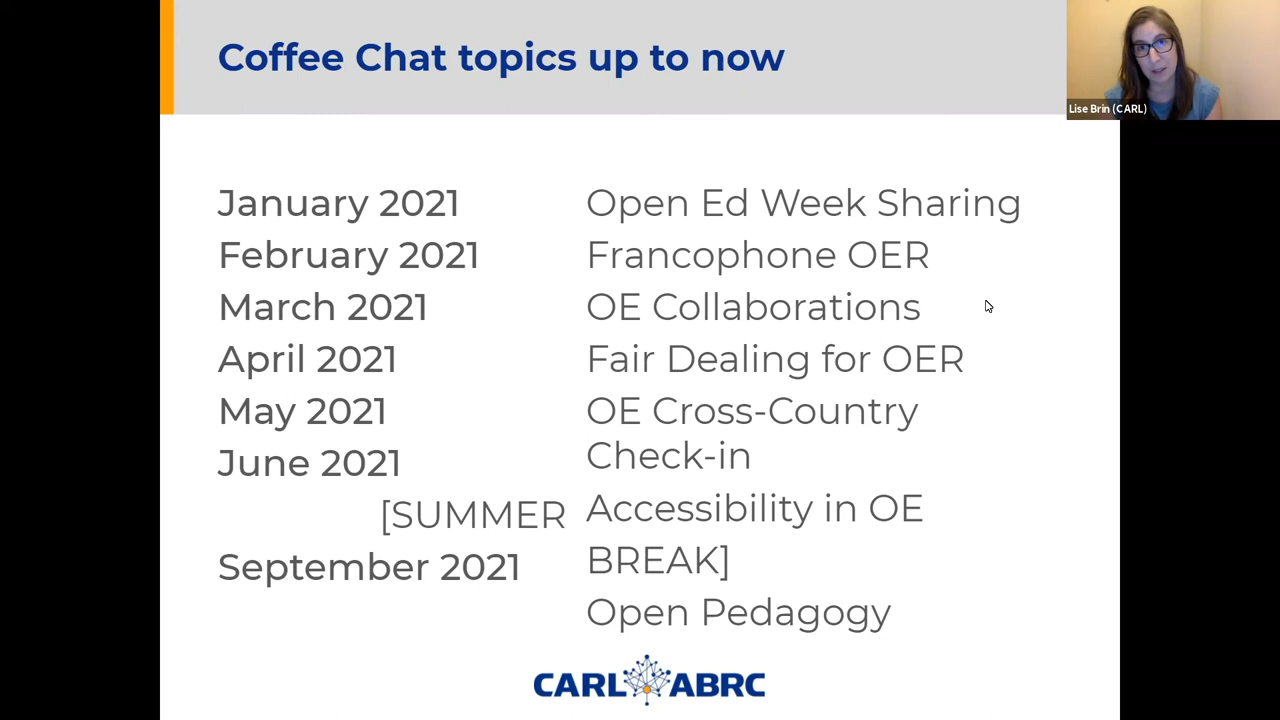 Coffee Chat topics up to now
Lise Brin (CARL)
January 2021
February 2021
March 2021
April 2021
May 2021
June 2021
[SUMMER
September 2021
Open Ed Week Sharing
Francophone OER
OE Collaborations
Fair Dealing for OER
OE Cross-Country
Check-in
Accessibility in OE
BREAK]
Open Pedagogy
CARL ABRC